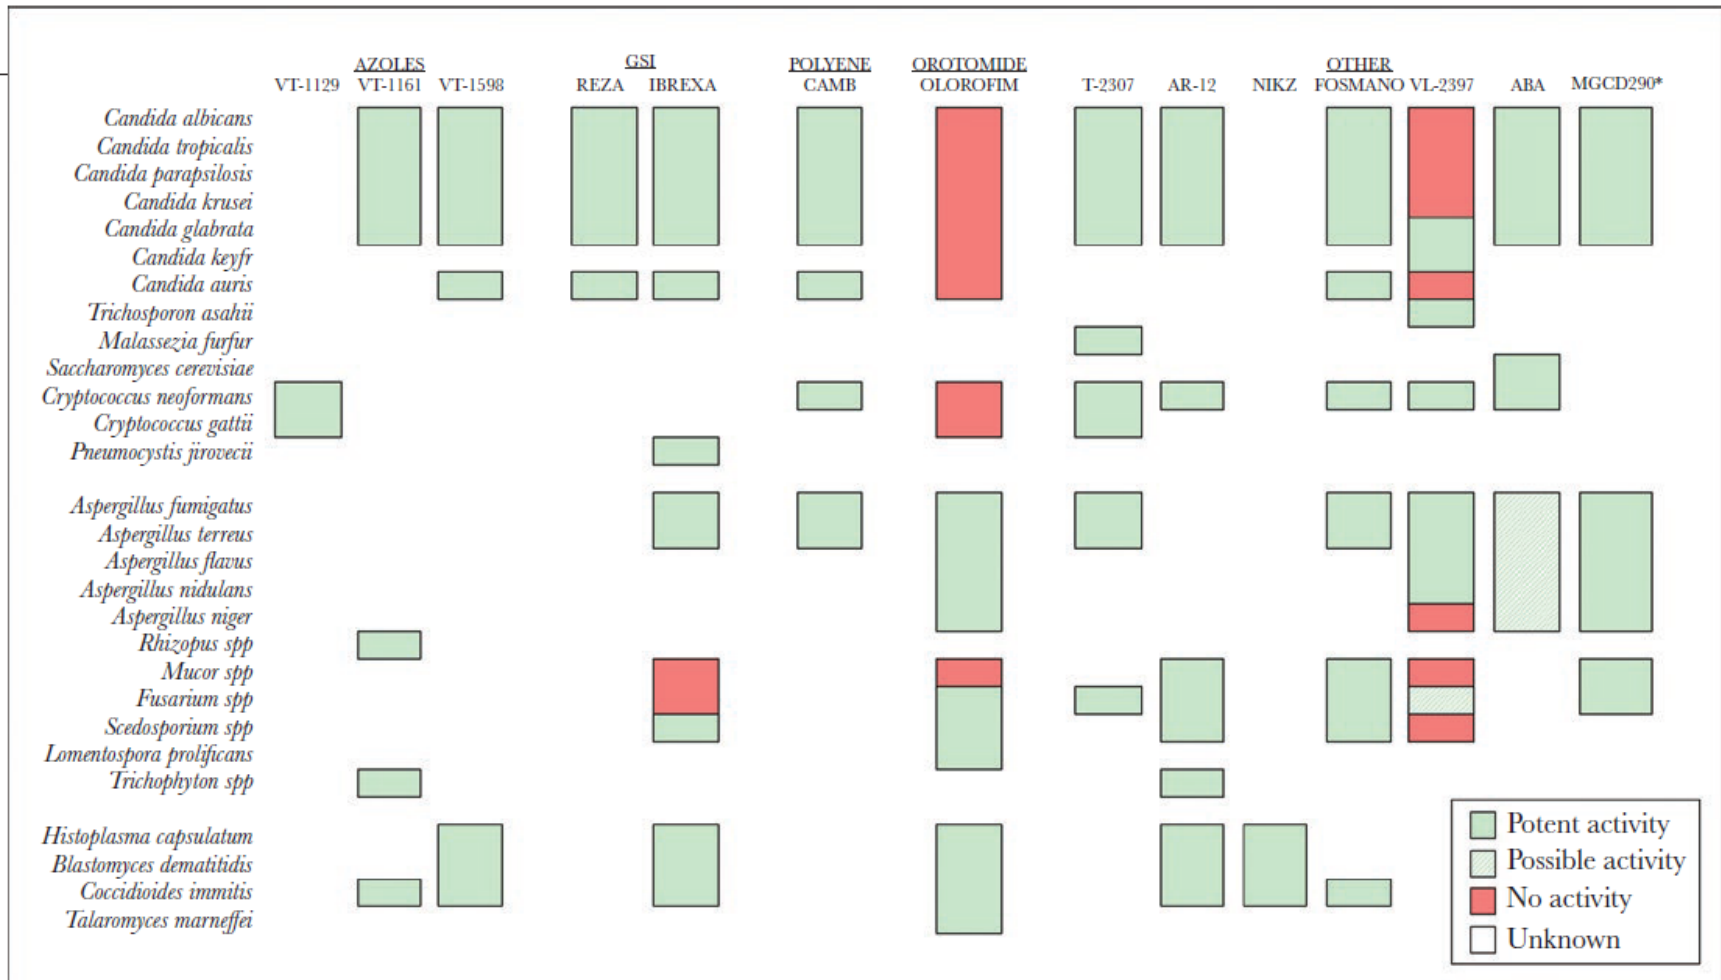 AZOLES GSI POLYENE OROTOMIDE OTHER
VT-1129 VT-1161 VT-1598 REZA IBREXA CAMB OLOROFIM T-2307 AR-12 NIKZ FOSMANO VL-2397 ABA MGCD290*
Candida albicans
Candida tropicalis
Candida parapsilosis
Candida krusei
Candida glabrata
Candida keyfr
Candida auris
Trichosporon asahii
Malassezia furfur
Saccharomyces cerevisiae
Cryptococcus neoformans
Cryptococcus gattii
Pneumocystis jirovecii
Aspergillus fumigatus
Aspergillus terreus
Aspergillus flavus
Aspergillus nidulans
Aspergillus niger
Rhizopus spp
Mucor spp
Fusarium spp
Scedosporium spp
Lomentospora prolificans
Trichophyton spp
Histoplasma capsulatum
Blastomyces dematitidis
Coccidioides immitis
Talaromyces marneffei
Potent activity
Possible activity
No activity
Unknown